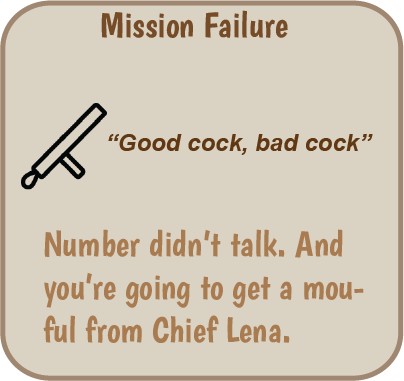 Mission Failure
“Good cock, bad cock”
Number didn’t talk. And
you’re going to get a mou-
ful from Chief Lena.